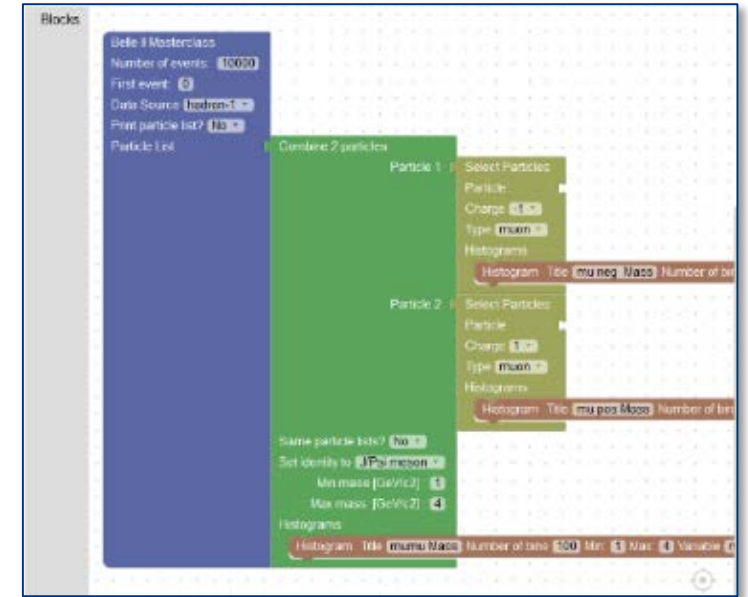 Blocks
Belle II Masterclass
Number of events: 10000
First event: 0
Data Source hadron-1
Print particle list? No
Particle List
Combine 2 particles
Particle 1
Select Particles
Particle
Charge -1
Type muon
Histograms
Histogram Title mu neg Mass Number of bin
Particle 2
Select Particles
Particle
Charge 1
Type muon
Histograms
Histogram Title mu pos Mass Number of bin
Same particle lists? No
Set identity to J/Psi meson
Min mass [GeV/c2] 1
Max mass [GeV/c2] 4
Histograms
Histogram Title mumu Mass Number of bins 100 Min 1 Max 4 Variable